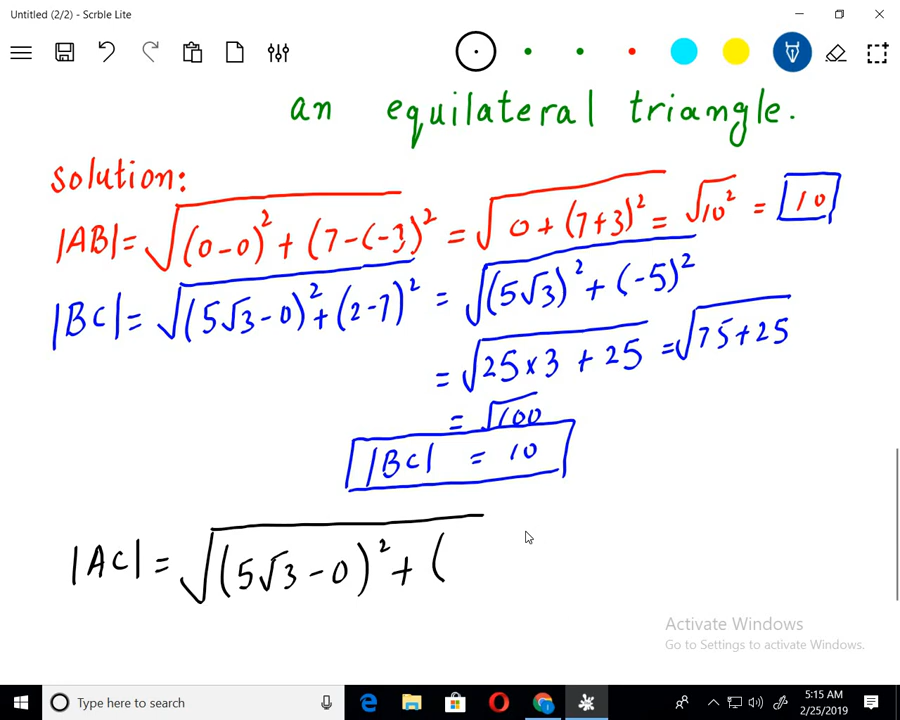 Untitled (2/2) - Scrble Lite
an equilateral triangle.
solution:
|AB| = √(0-0)² + (7-(-3)² = √0 + (7+3)² = √10² = 10
|BC| = √(5√3-0)² + (2-7)² = √(5√3)² + (-5)²
= √25×3 + 25 = √75+25
= √100
|BC| = 10
|AC| = √(5√3-0)² + (
Activate Windows
Go to Settings to activate Windows.
Type here to search
5:15 AM
2/25/2019